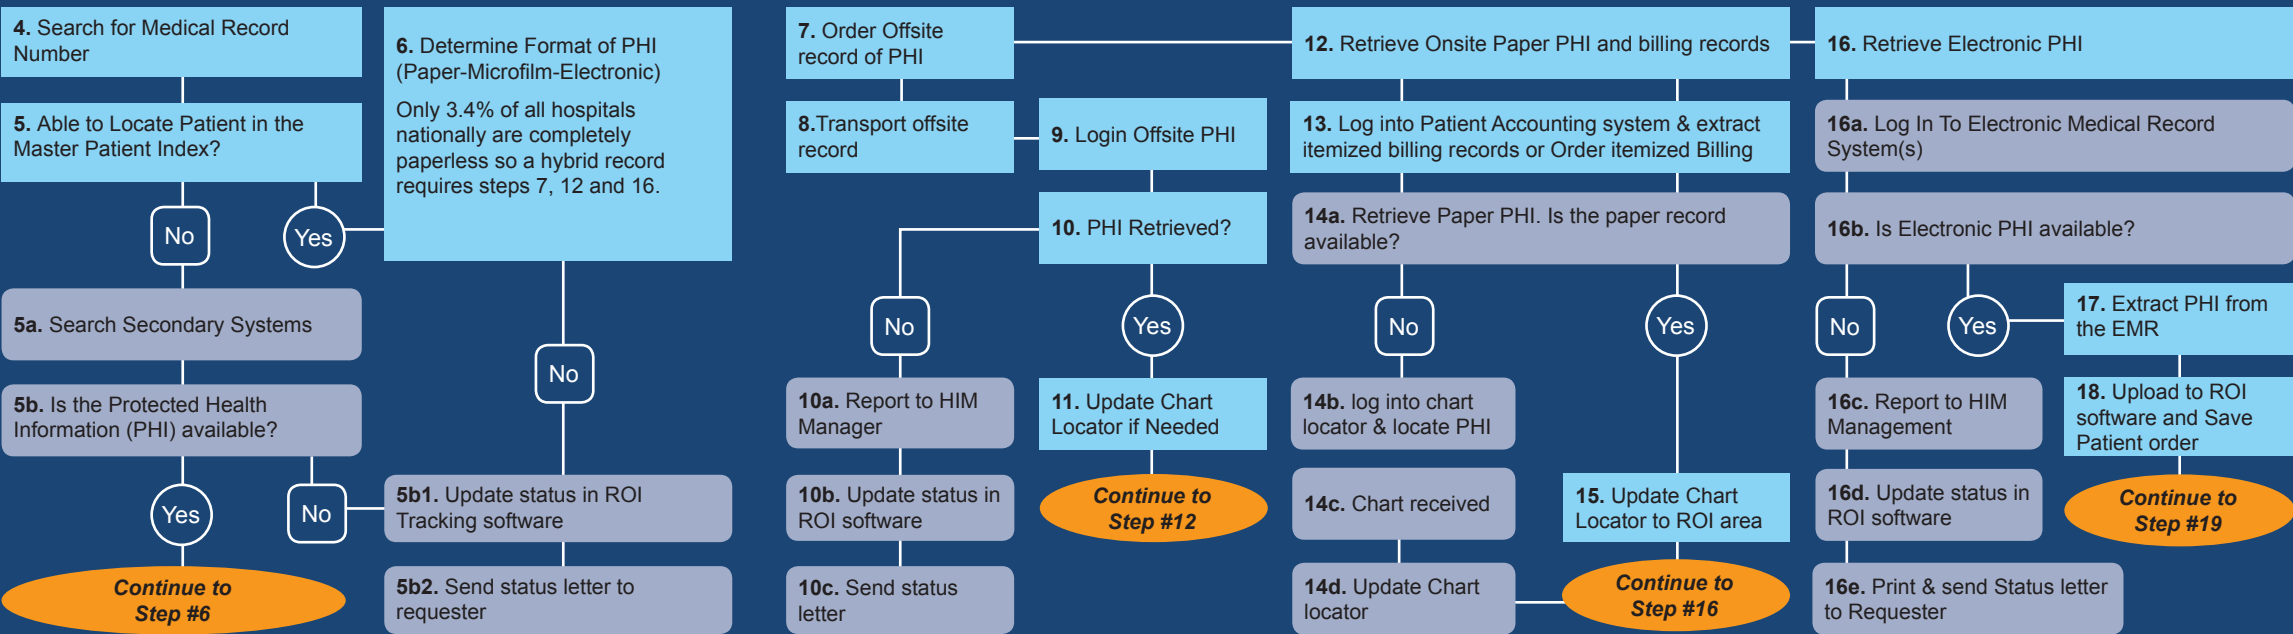 4. Search for Medical Record
Number
5. Able to Locate Patient in the
Master Patient Index?
No
Yes
5a. Search Secondary Systems
5b. Is the Protected Health
Information (PHI) available?
Yes
No
Continue to
Step #6
6. Determine Format of PHI
(Paper-Microfilm-Electronic)
Only 3.4% of all hospitals
nationally are completely
paperless so a hybrid record
requires steps 7, 12 and 16.
No
5b1. Update status in ROI
Tracking software
5b2. Send status letter to
requester
7. Order Offsite
record of PHI
8.Transport offsite
record
9. Login Offsite PHI
10. PHI Retrieved?
No
Yes
10a. Report to HIM
Manager
10b. Update status in
ROI software
10c. Send status
letter
11. Update Chart
Locator if Needed
Continue to
Step #12
12. Retrieve Onsite Paper PHI and billing records
13. Log into Patient Accounting system & extract
itemized billing records or Order itemized Billing
14a. Retrieve Paper PHI. Is the paper record
available?
No
Yes
14b. log into chart
locator & locate PHI
14c. Chart received
14d. Update Chart
locator
15. Update Chart
Locator to ROI area
Continue to
Step #16
16. Retrieve Electronic PHI
16a. Log In To Electronic Medical Record
System(s)
16b. Is Electronic PHI available?
No
Yes
16c. Report to HIM
Management
16d. Update status in
ROI software
16e. Print & send Status letter
to Requester
17. Extract PHI from
the EMR
18. Upload to ROI
software and Save
Patient order
Continue to
Step #19